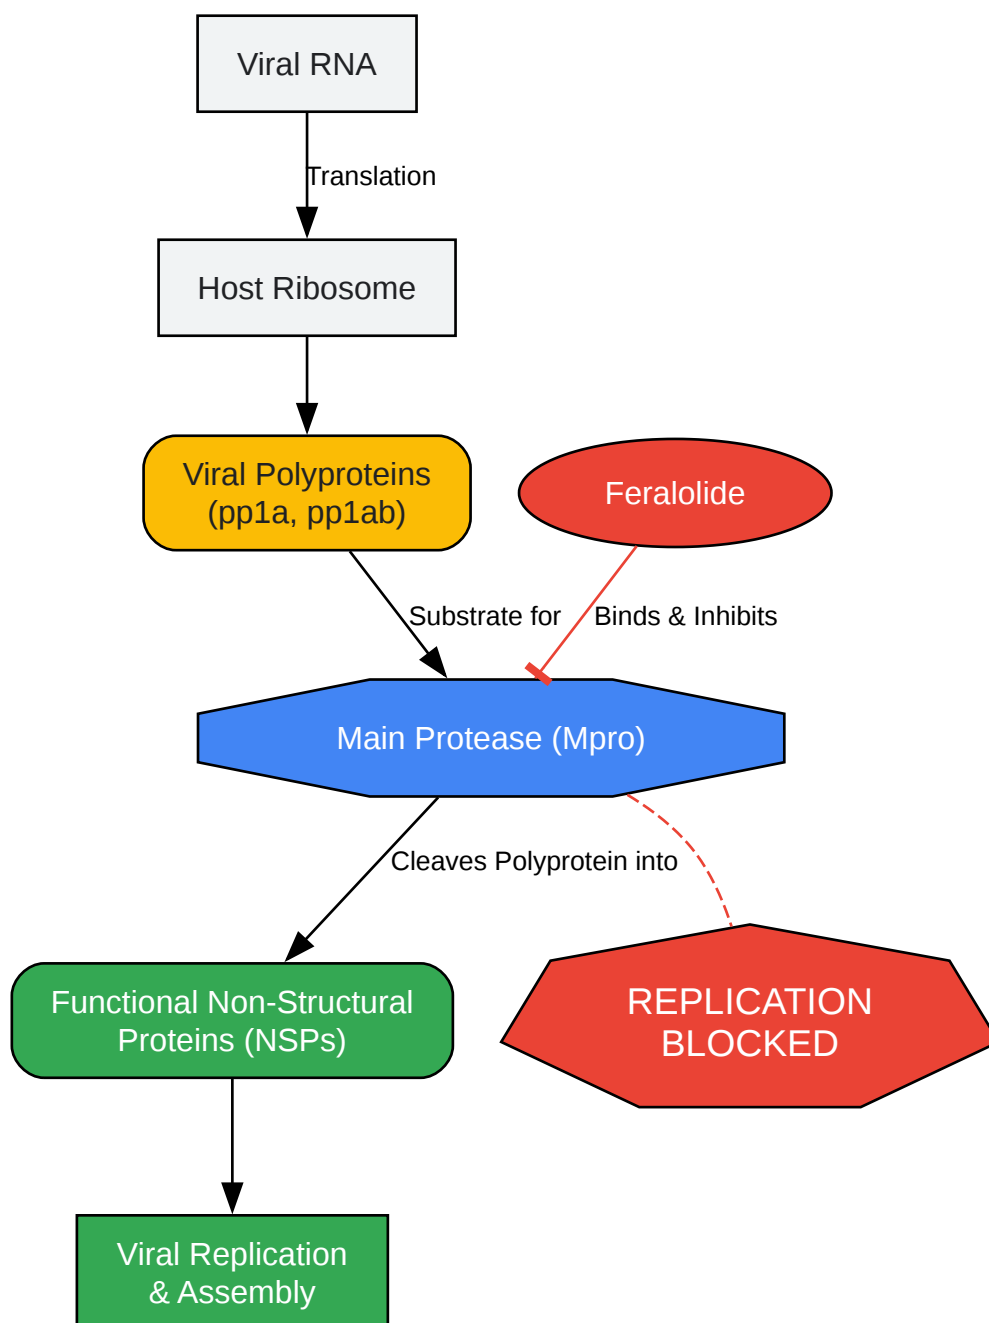 Viral RNA
Translation
Host Ribosome
Viral Polyproteins
(pp1a, pp1ab)
Feralolide
Substrate for
Binds & Inhibits
Main Protease (Mpro)
Cleaves Polyprotein into
Functional Non-Structural
Proteins (NSPs)
REPLICATION
BLOCKED
Viral Replication
& Assembly